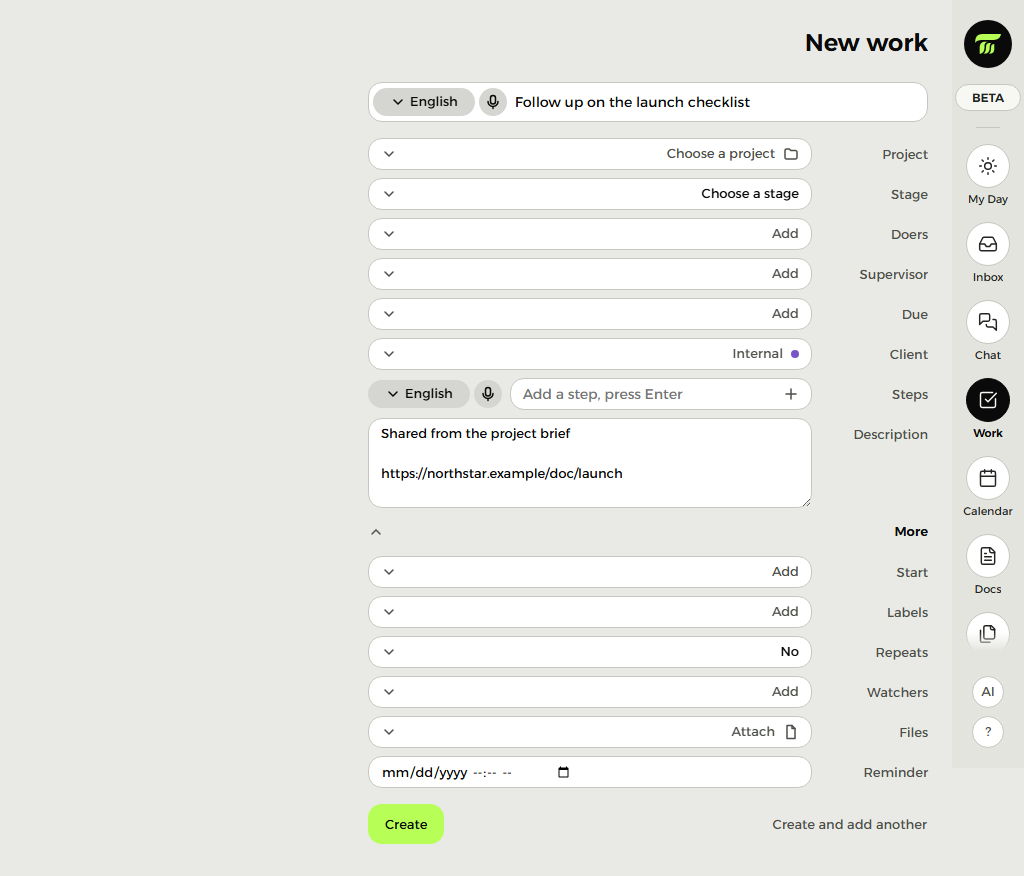 New work
English
Follow up on the launch checklist
Project
Choose a project
Stage
Choose a stage
Doers
Add
Supervisor
Add
Due
Add
Client
Internal
Steps
English
Add a step, press Enter
Description
Shared from the project brief
https://northstar.example/doc/launch
More
Start
Add
Labels
Add
Repeats
No
Watchers
Add
Files
Attach
Reminder
mm/dd/yyyy --:-- --
Create
Create and add another
BETA
My Day
Inbox
Chat
Work
Calendar
Docs
AI
?